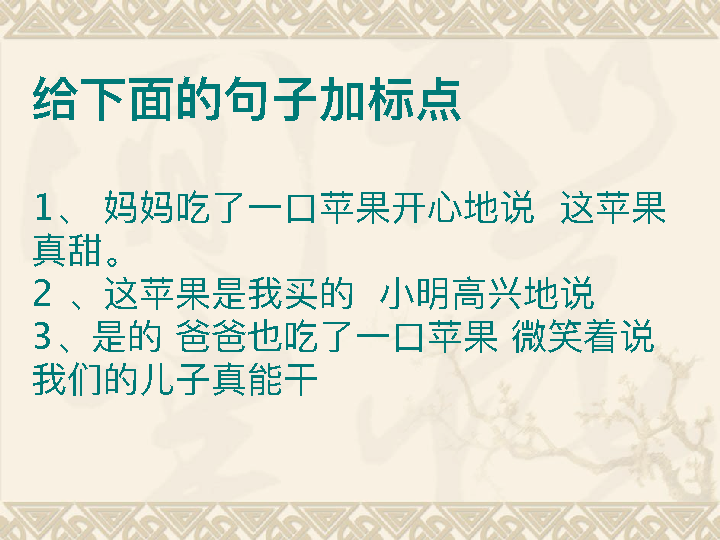 给下面的句子加标点
1、 妈妈吃了一口苹果开心地说  这苹果
真甜。
2 、这苹果是我买的  小明高兴地说
3、是的 爸爸也吃了一口苹果 微笑着说
我们的儿子真能干